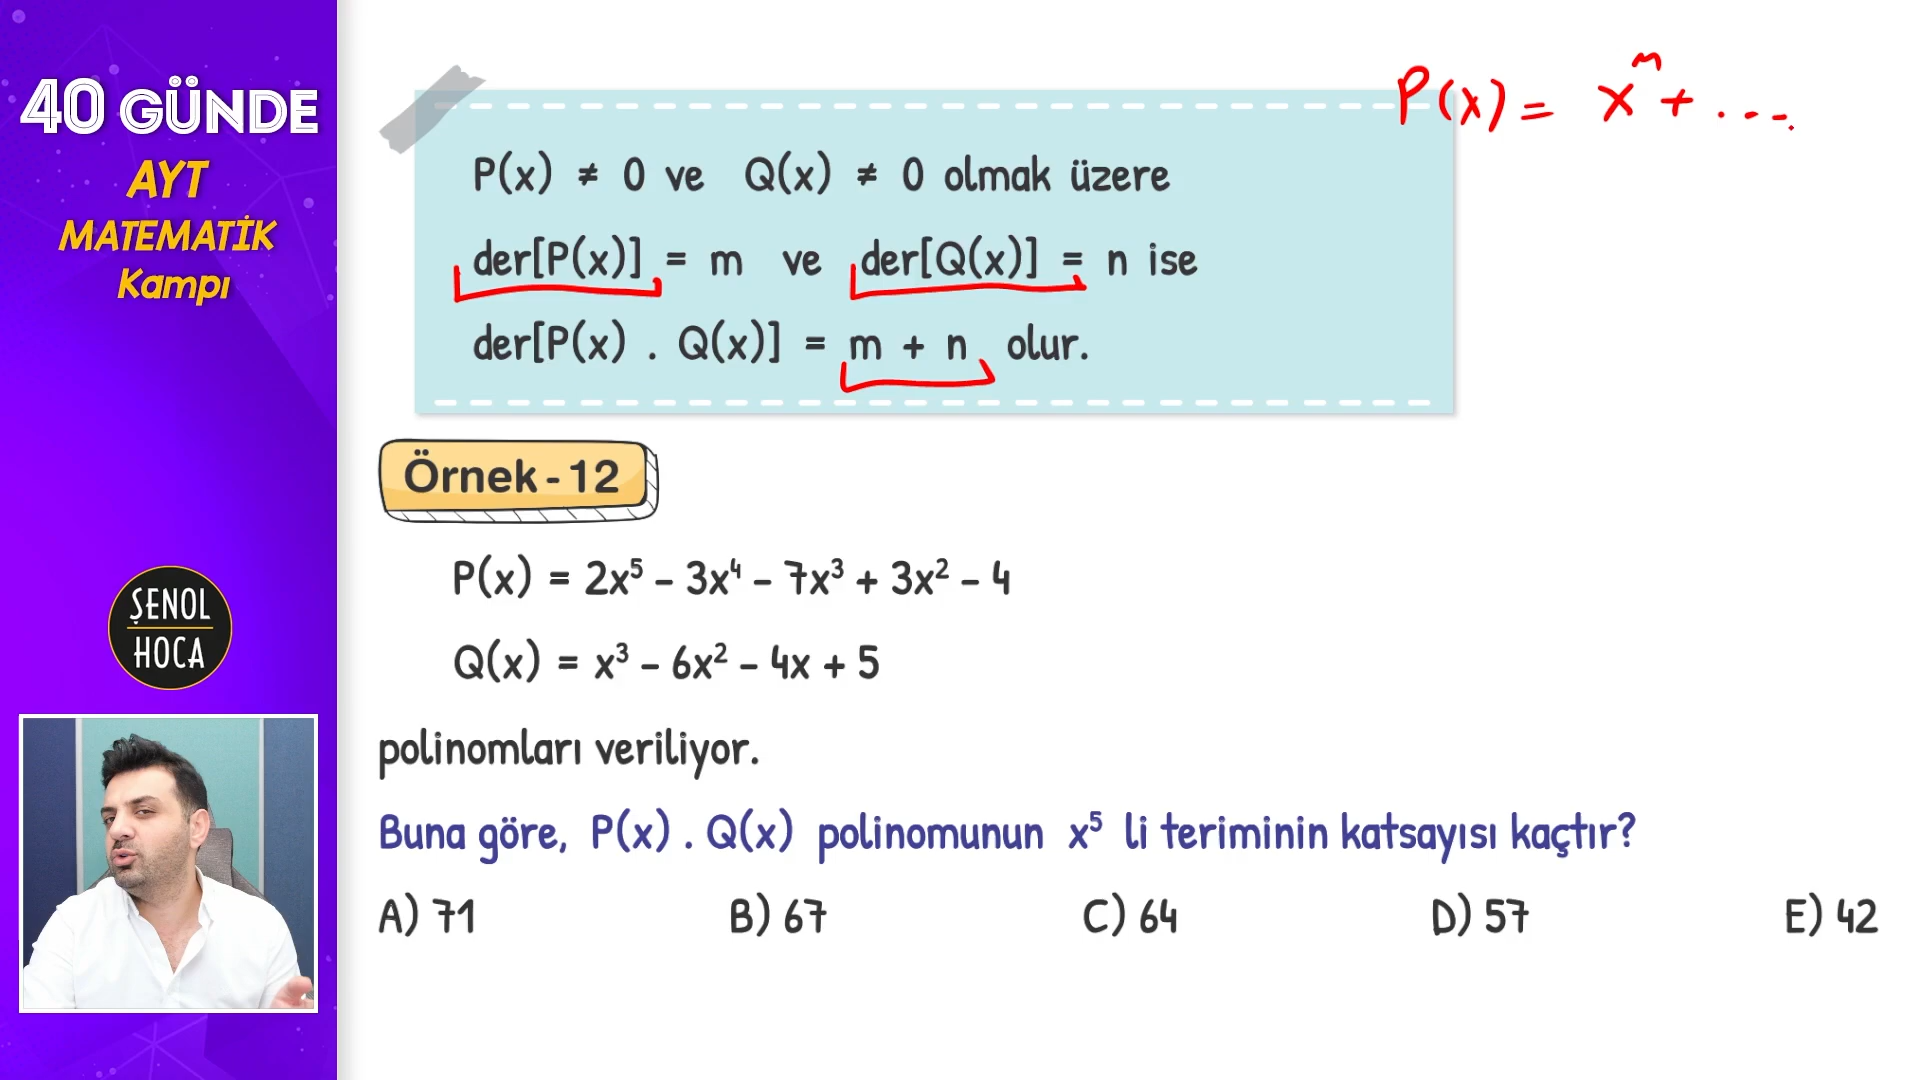 40 GÜNDE
AYT
MATEMATİK
Kampı
ŞENOL
HOCA
P(x) = xᵐ + ....
P(x) ≠ 0 ve Q(x) ≠ 0 olmak üzere
der[P(x)] = m ve der[Q(x)] = n ise
der[P(x) . Q(x)] = m + n olur.
Örnek - 12
P(x) = 2x⁵ – 3x⁴ – 7x³ + 3x² – 4
Q(x) = x³ – 6x² – 4x + 5
polinomları veriliyor.
Buna göre, P(x) . Q(x) polinomunun x⁵ li teriminin katsayısı kaçtır?
A) 71 B) 67 C) 64 D) 57 E) 42